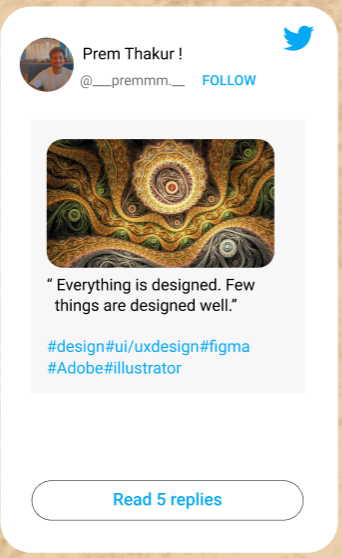 Prem Thakur !
@___premmm.__ FOLLOW
“ Everything is designed. Few
things are designed well.”
#design#ui/uxdesign#figma
#Adobe#illustrator
Read 5 replies